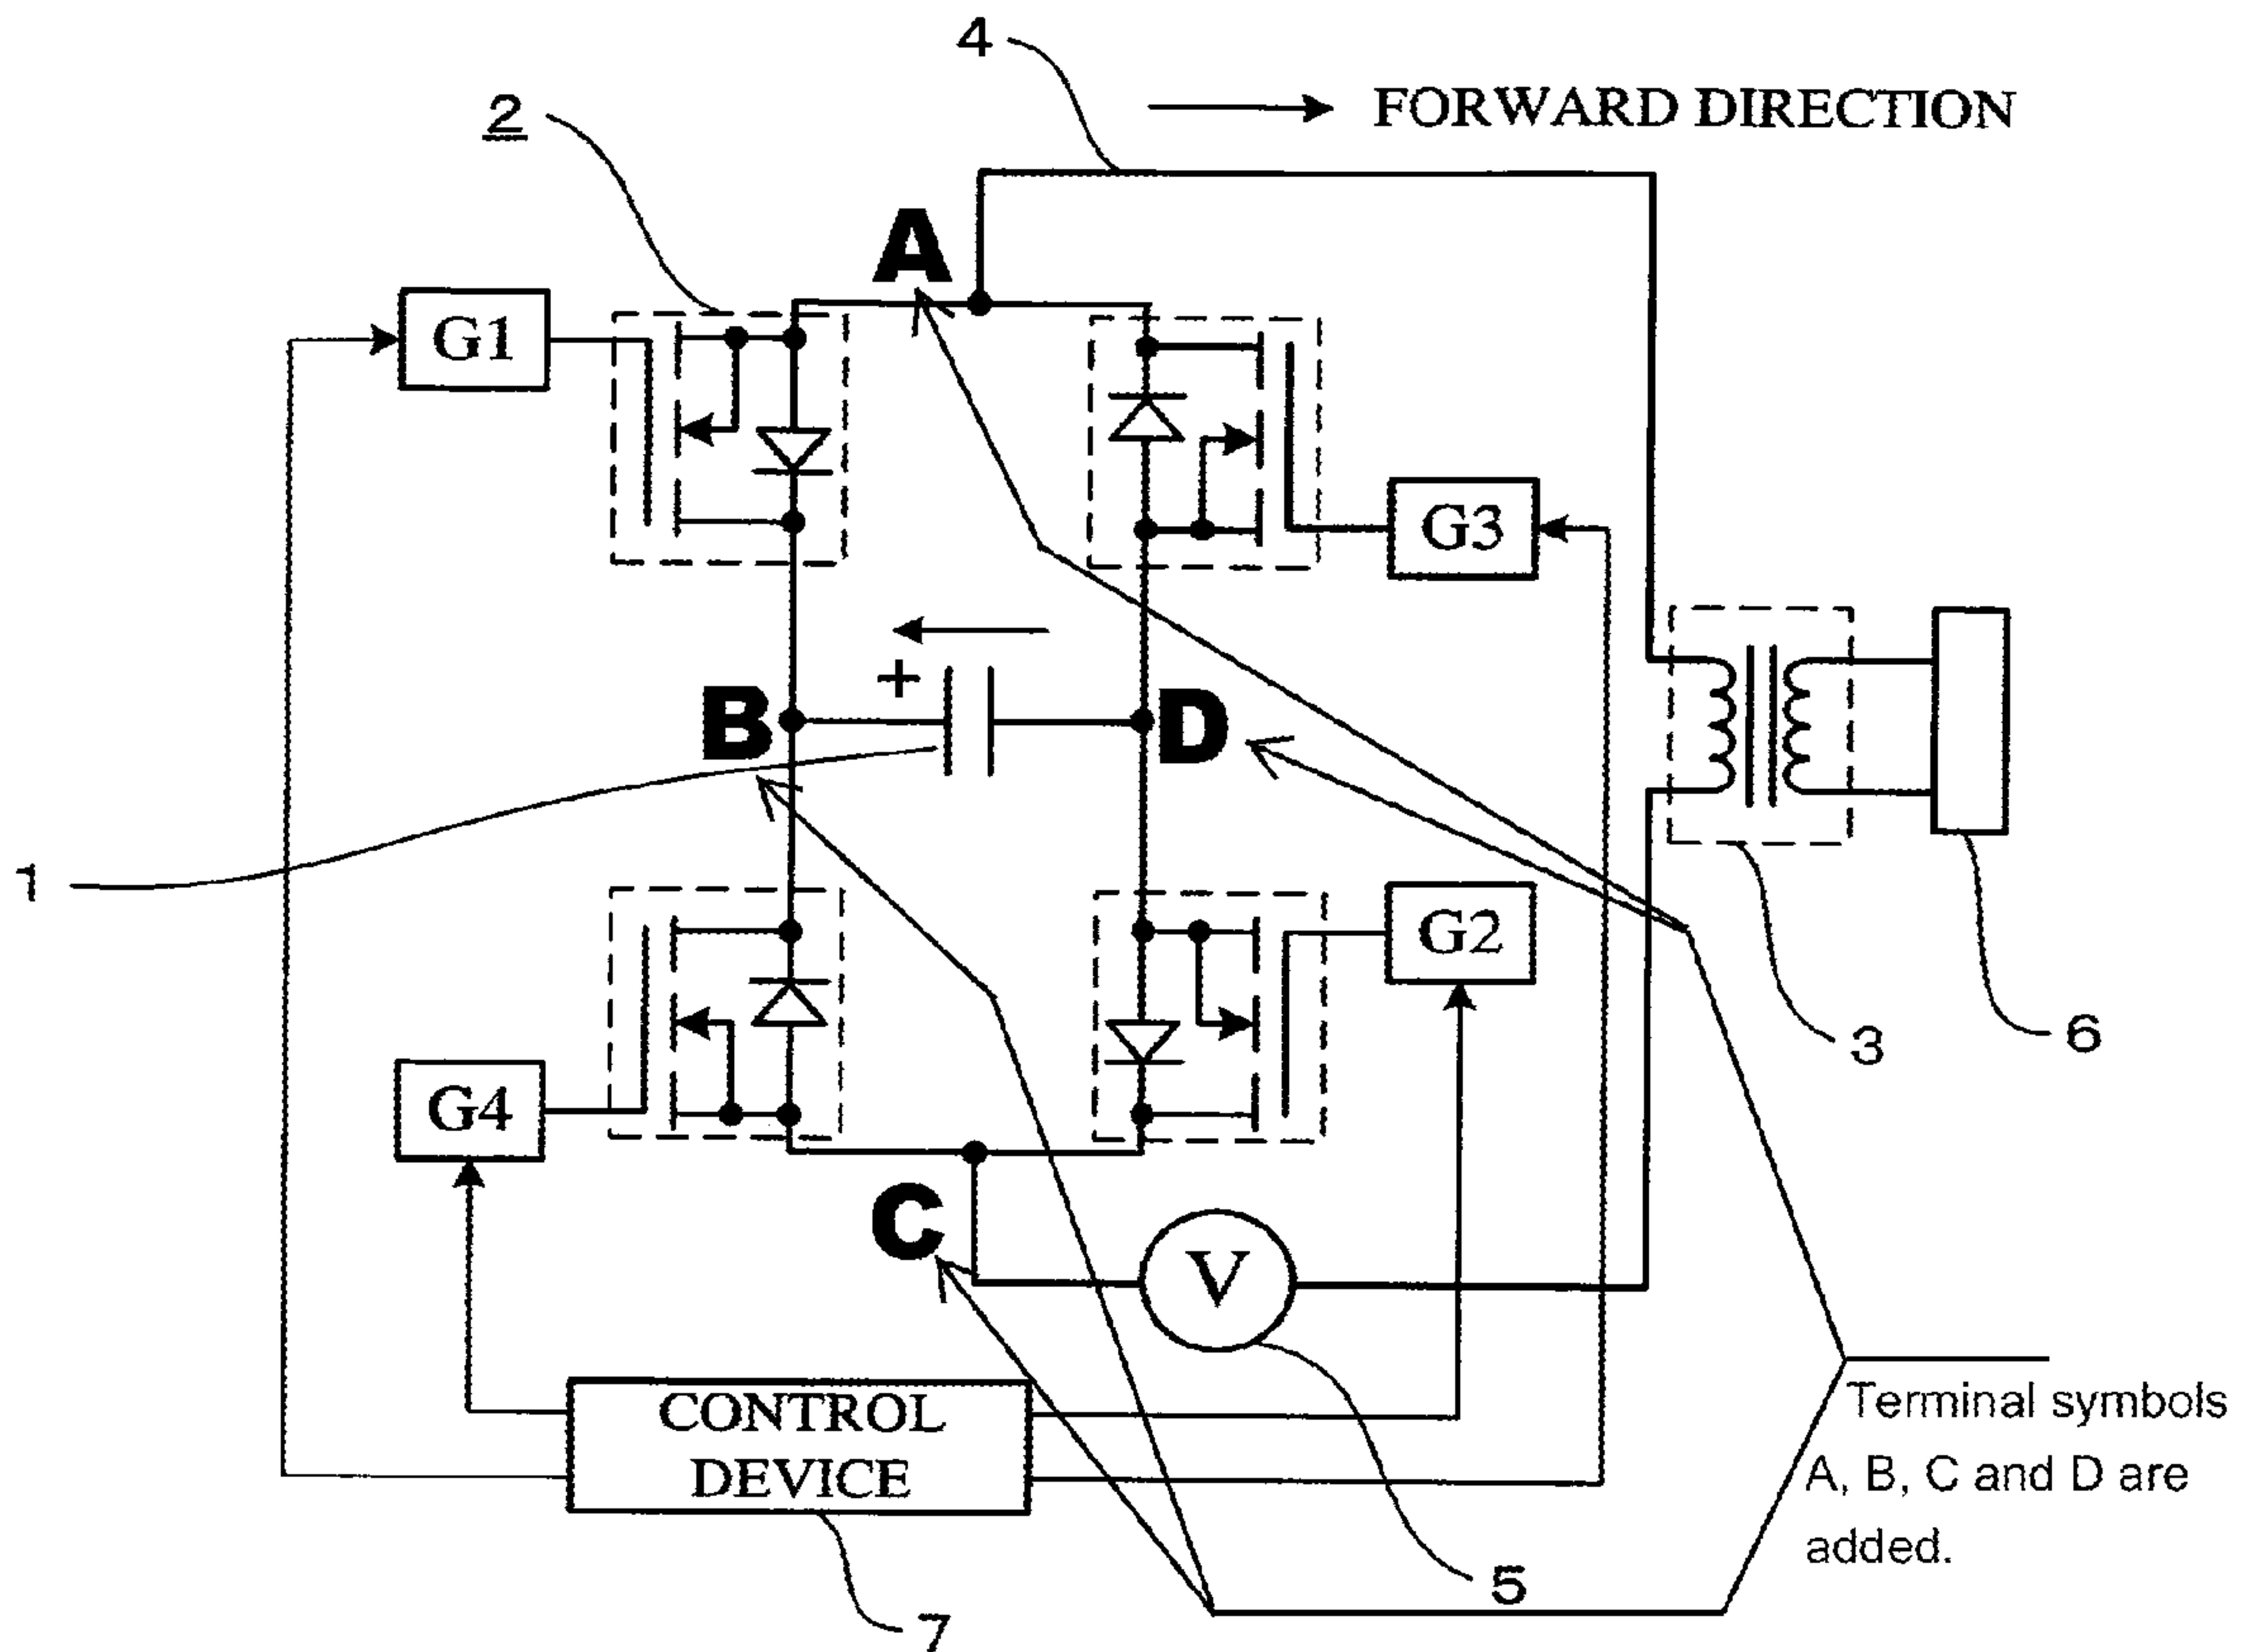 4
FORWARD DIRECTION
2
A
G1
G3
+
B
D
1
G2
3
6
G4
C
V
CONTROL
DEVICE
Terminal symbols
A, B, C and D are
added.
5
7